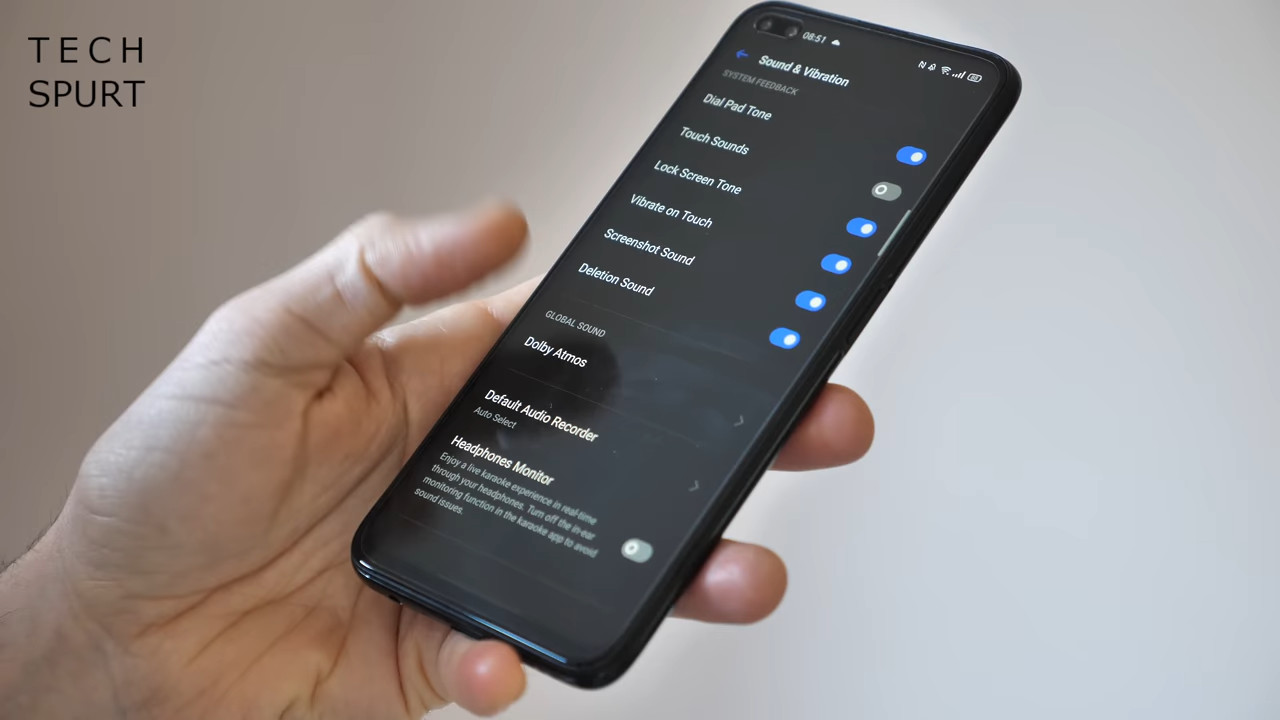 TECH
SPURT
08:51
Sound & Vibration
SYSTEM FEEDBACK
Dial Pad Tone
Touch Sounds
Lock Screen Tone
Vibrate on Touch
Screenshot Sound
Deletion Sound
GLOBAL SOUND
Dolby Atmos
Default Audio Recorder
Auto Select
Headphones Monitor
Enjoy a live karaoke experience in real-time
through your headphones. Turn off the in-ear
monitoring function in the karaoke app to avoid
sound issues.